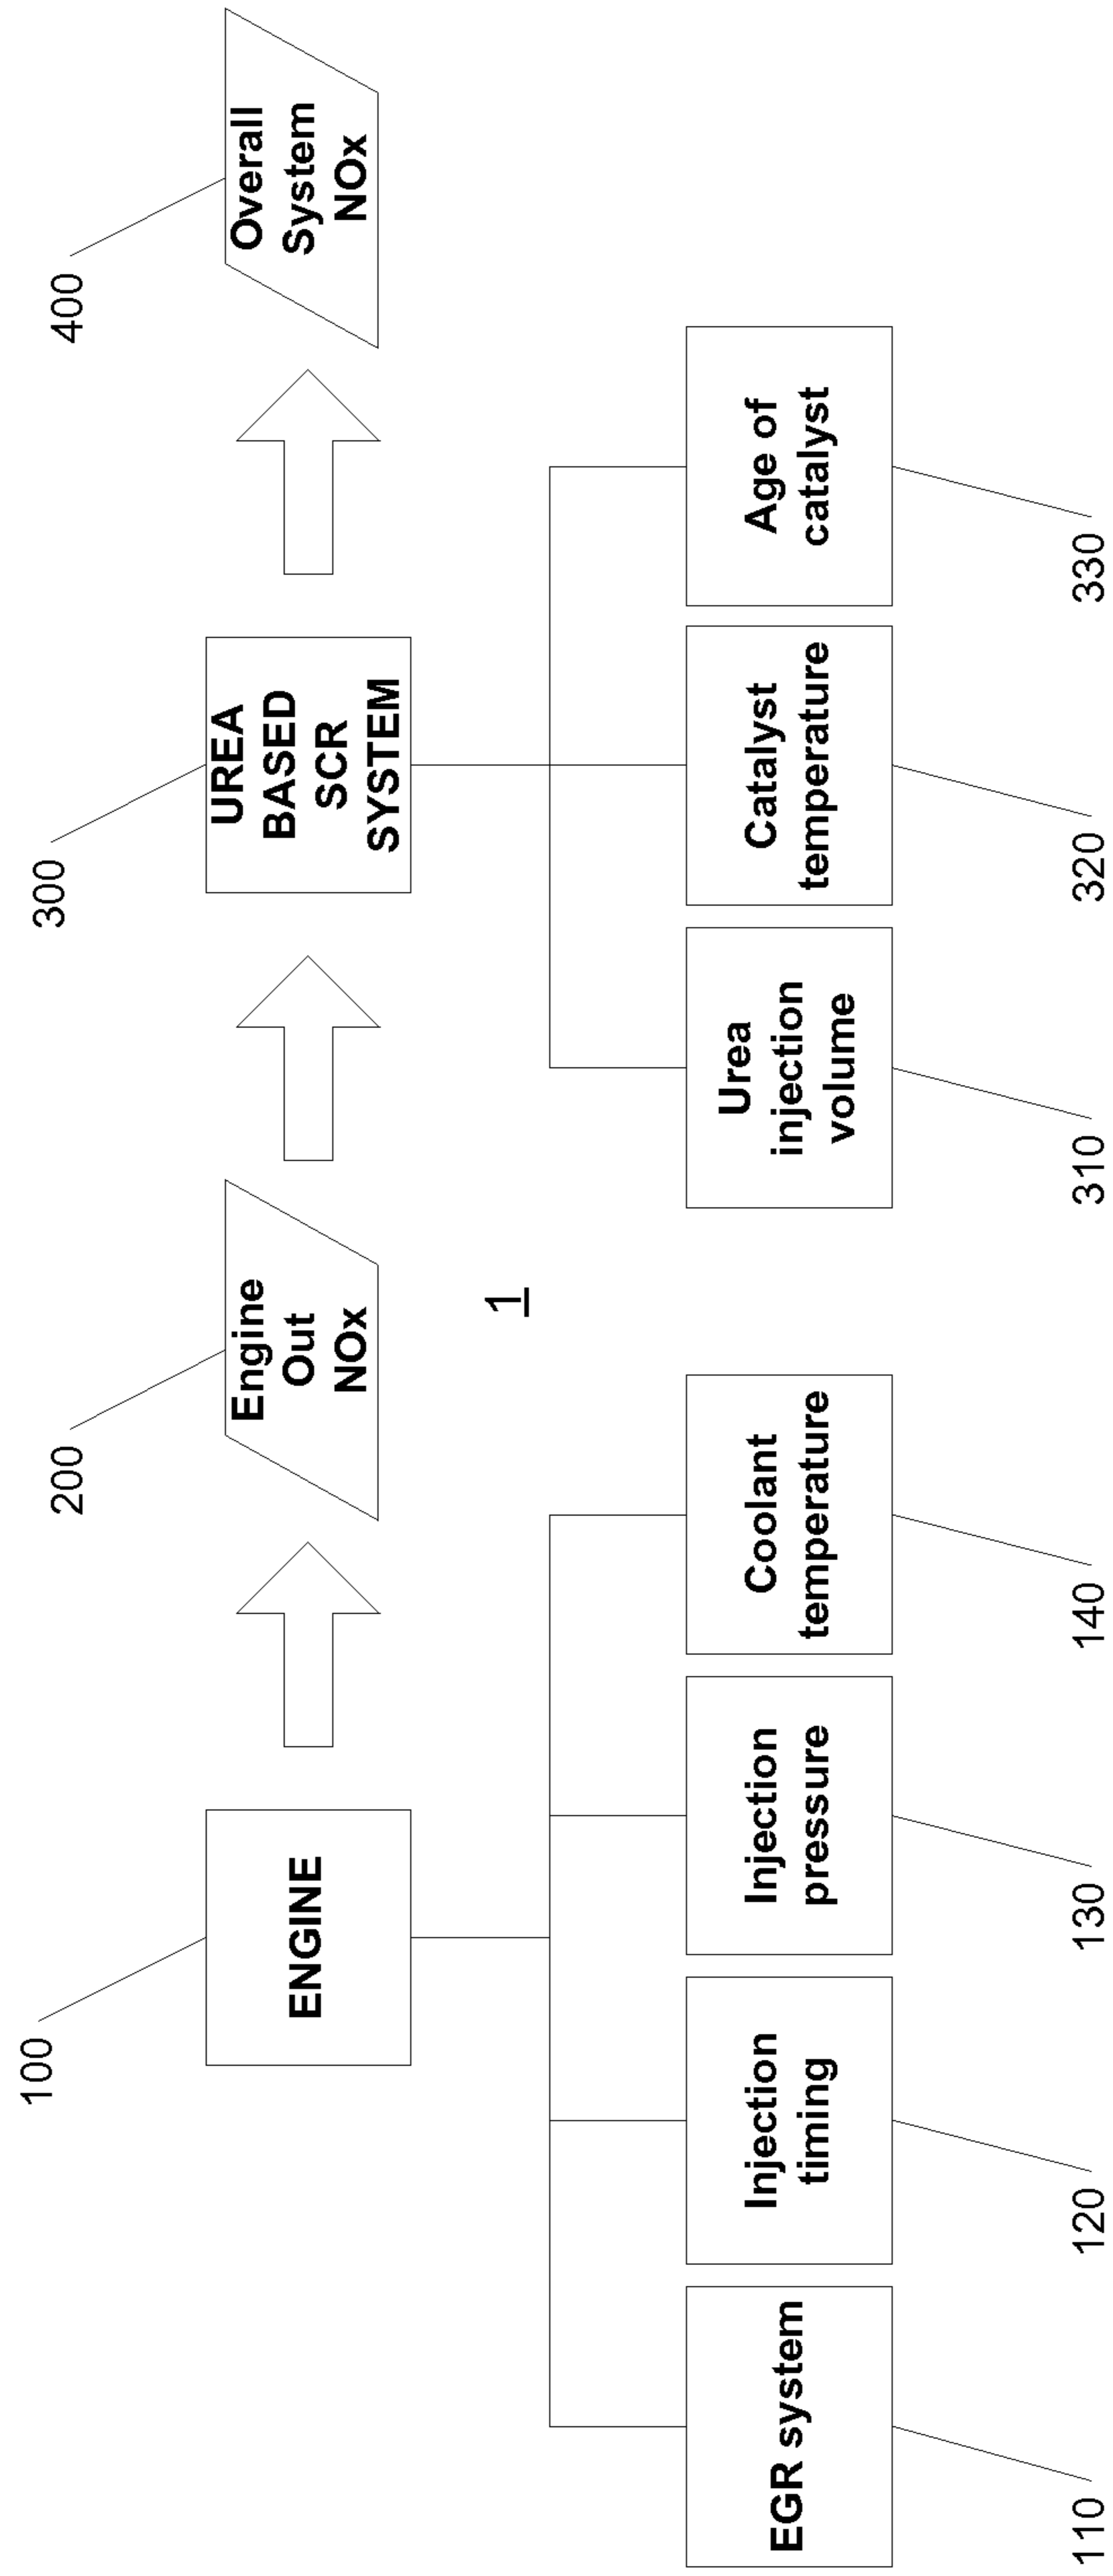 100
200
300
400
ENGINE
Engine
Out
NOx
UREA
BASED
SCR
SYSTEM
Overall
System
NOx
1
EGR system
Injection
timing
Injection
pressure
Coolant
temperature
Urea
injection
volume
Catalyst
temperature
Age of
catalyst
110
120
130
140
310
320
330